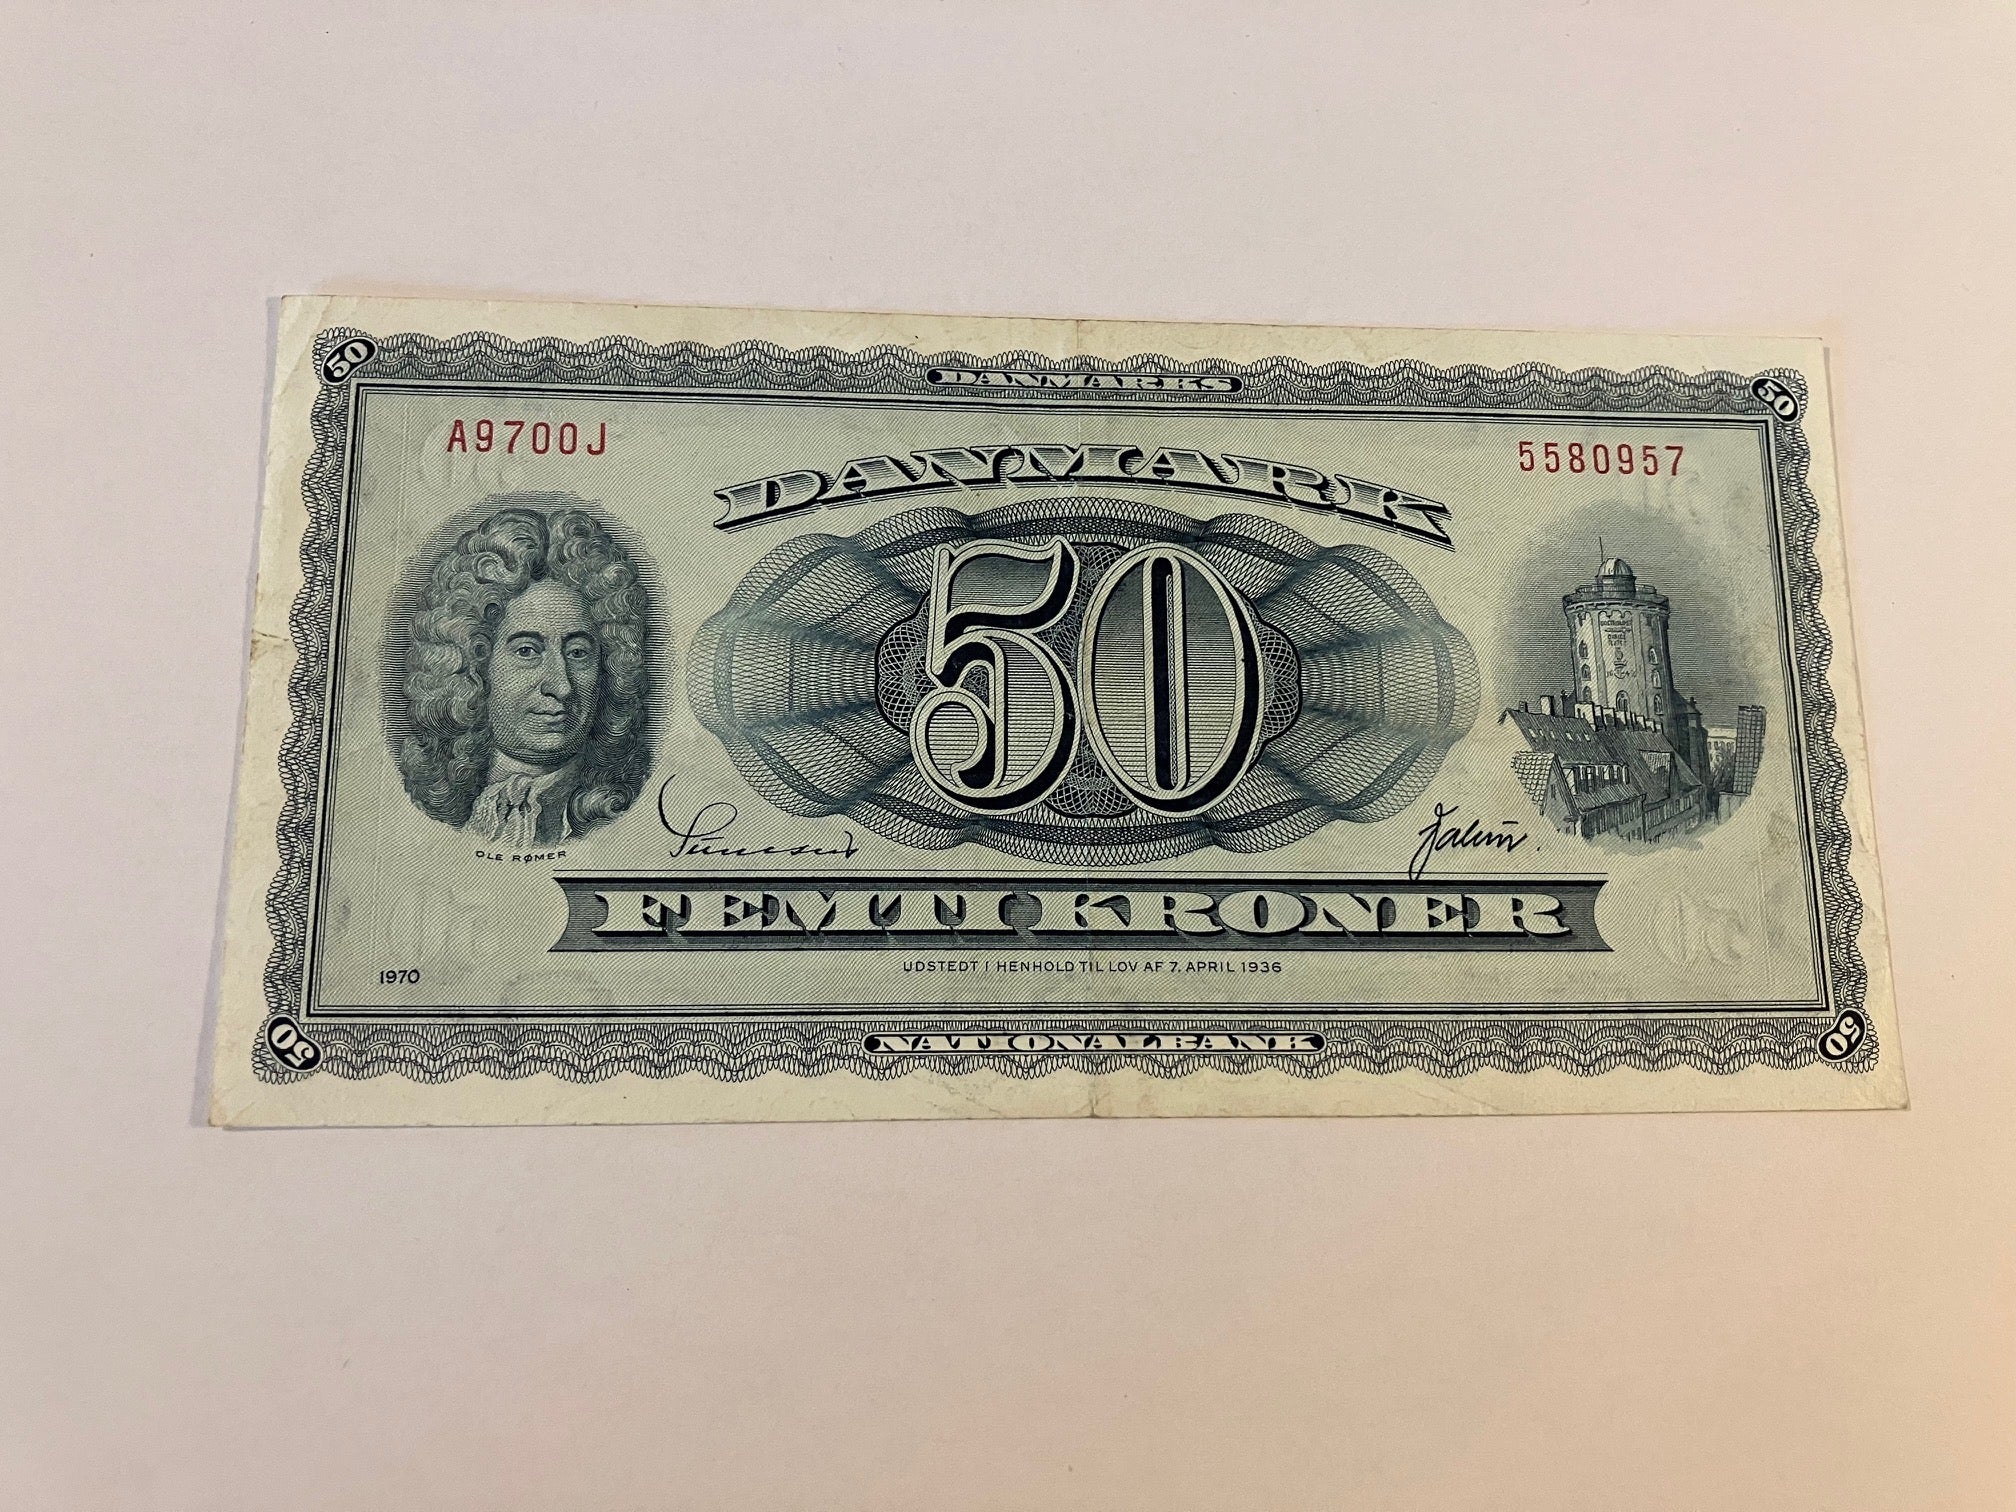 50
DANMARKS
50
A9700J
5580957
DANMARK
50
OLE RØMER
FEMTI KRONER
UDSTEDT I HENHOLD TIL LOV AF 7. APRIL 1936
1970
50
NATIONALBANK
50